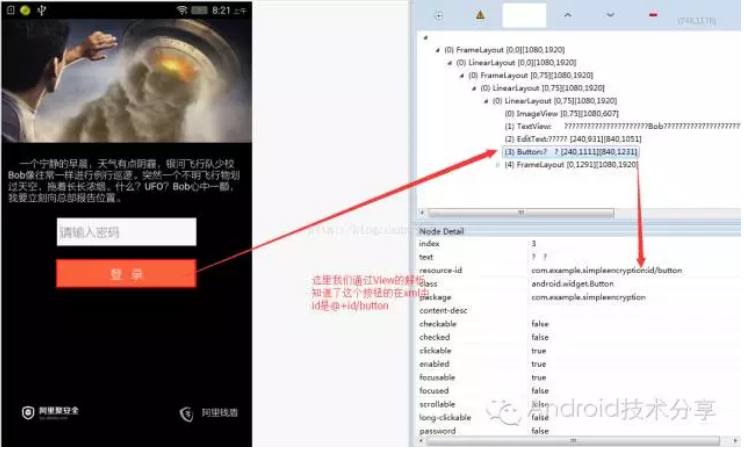 8:21 上午
一个宁静的早晨，天气有点阴霾，银河飞行队少校
Bob像往常一样进行例行巡逻。突然一个不明飞行物划
过天空，拖着长长浓烟。什么？UFO？Bob心中一颤，
我要立刻向总部报告位置。
请输入密码
登 录
阿里聚安全
阿里钱盾
这里我们通过View的解析
知道了这个按钮的在xml中
id是@+id/button
(0) FrameLayout [0,0][1080,1920]
(0) LinearLayout [0,0][1080,1920]
(0) FrameLayout [0,75][1080,1920]
(0) LinearLayout [0,75][1080,1920]
(0) LinearLayout [0,75][1080,1920]
(0) ImageView [0,75][1080,607]
(1) TextView: ???????????????????????Bob?????????????????????
(2) EditText:????? [240,931][840,1051]
(3) Button:? ? [240,1111][840,1231]
(4) FrameLayout [0,1291][1080,1920]
Node Detail
index 3
text ? ?
resource-id com.example.simpleencryption:id/button
class android.widget.Button
package com.example.simpleencryption
content-desc
checkable false
checked false
clickable true
enabled true
focusable true
focused false
scrollable false
long-clickable false
password false
Android技术分享